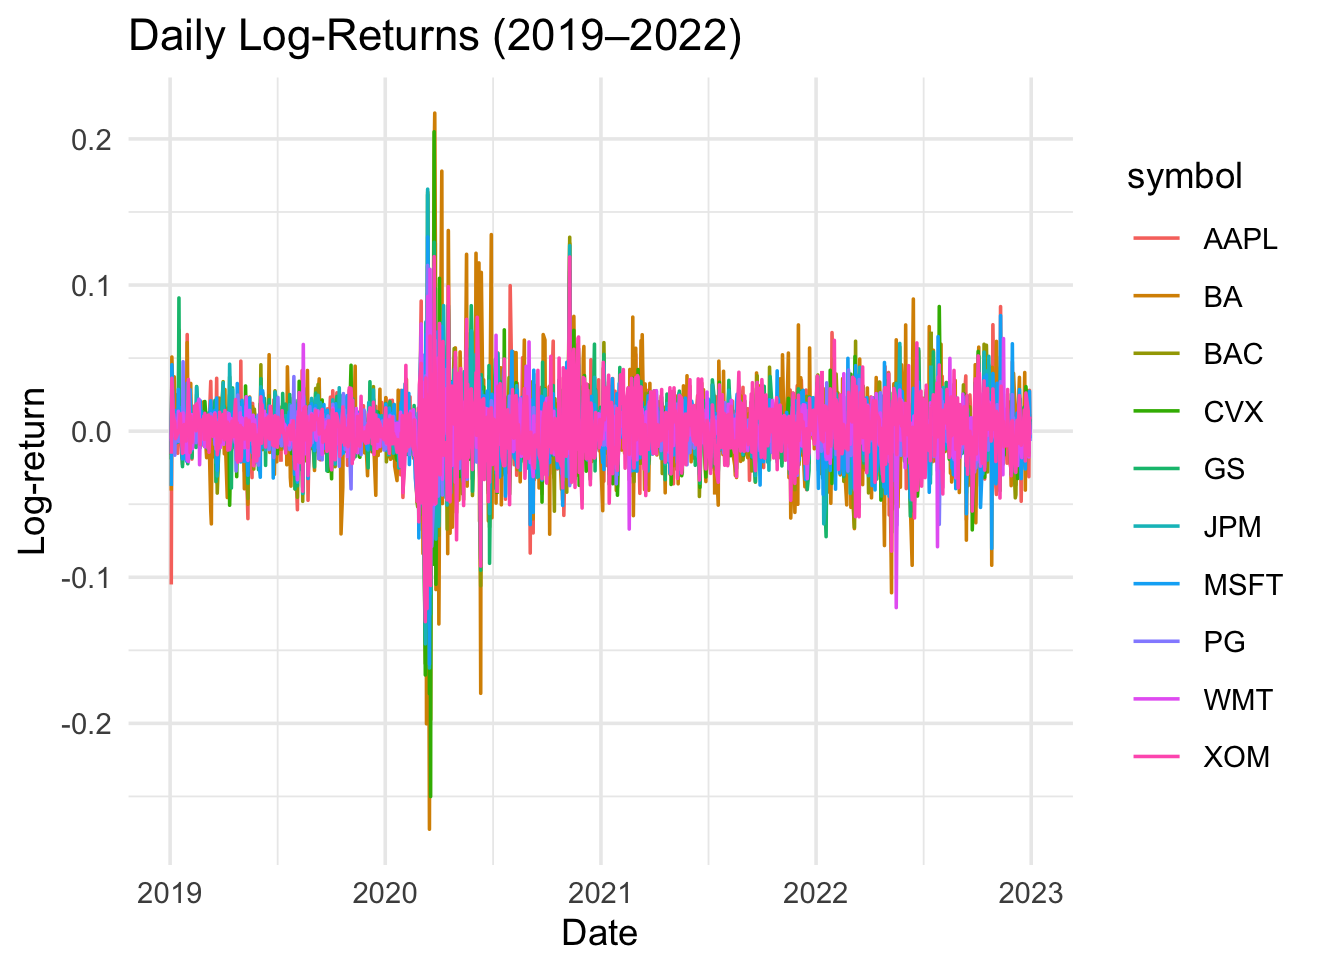 Daily Log-Returns (2019–2022)
0.2
0.1
0.0
-0.1
-0.2
Log-return
2019 2020 2021 2022 2023
Date
symbol
AAPL
BA
BAC
CVX
GS
JPM
MSFT
PG
WMT
XOM